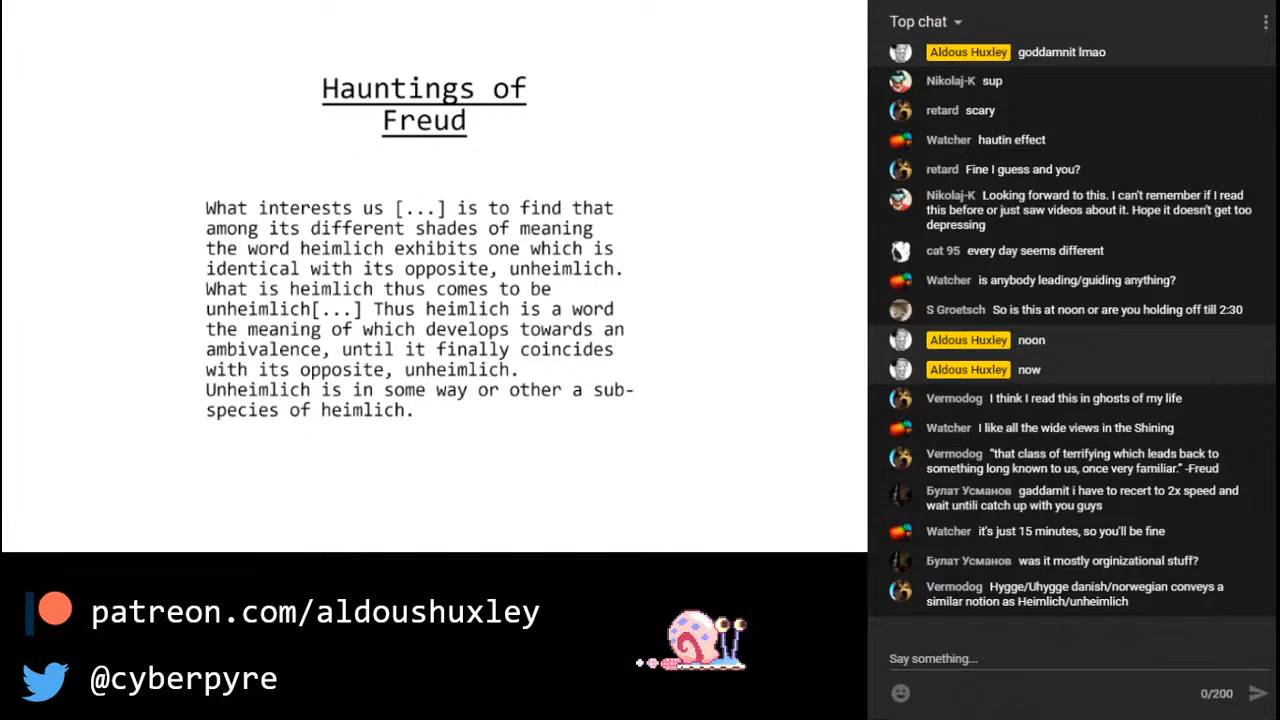 Hauntings of
Freud
What interests us [...] is to find that
among its different shades of meaning
the word heimlich exhibits one which is
identical with its opposite, unheimlich.
What is heimlich thus comes to be
unheimlich[...] Thus heimlich is a word
the meaning of which develops towards an
ambivalence, until it finally coincides
with its opposite, unheimlich.
Unheimlich is in some way or other a sub-
species of heimlich.
patreon.com/aldoushuxley
@cyberpyre
Top chat
Aldous Huxley goddamnit lmao
Nikolaj-K sup
retard scary
Watcher hautin effect
retard Fine I guess and you?
Nikolaj-K Looking forward to this. I can't remember if I read
this before or just saw videos about it. Hope it doesn't get too
depressing
cat 95 every day seems different
Watcher is anybody leading/guiding anything?
S Groetsch So is this at noon or are you holding off till 2:30
Aldous Huxley noon
Aldous Huxley now
Vermodog I think I read this in ghosts of my life
Watcher I like all the wide views in the Shining
Vermodog "that class of terrifying which leads back to
something long known to us, once very familiar." -Freud
Булат Усманов gaddamit i have to recert to 2x speed and
wait untili catch up with you guys
Watcher it's just 15 minutes, so you'll be fine
Булат Усманов was it mostly orginizational stuff?
Vermodog Hygge/Uhygge danish/norwegian conveys a
similar notion as Heimlich/unheimlich
Say something...
0/200